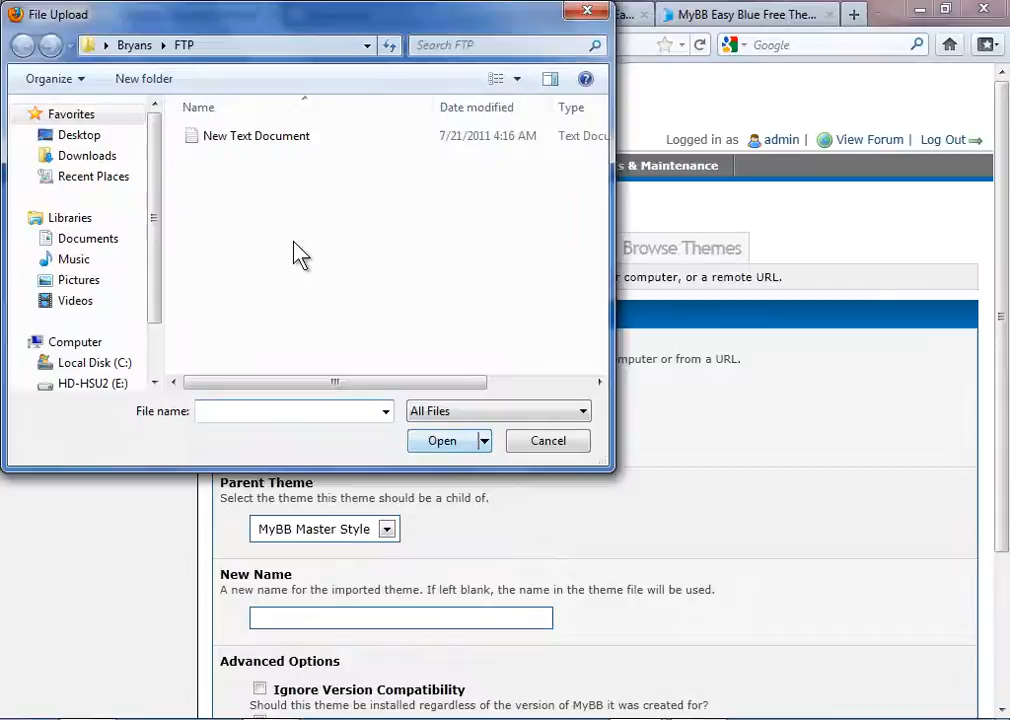 File Upload
Bryans
FTP
Search FTP
Organize
New folder
Favorites
Desktop
Downloads
Recent Places
Libraries
Documents
Music
Pictures
Videos
Computer
Local Disk (C:)
HD-HSU2 (E:)
Name
Date modified
Type
New Text Document
7/21/2011 4:16 AM
Text Docu
File name:
All Files
Open
Cancel
MyBB Easy Blue Free The...
Google
Logged in as admin
View Forum
Log Out
s & Maintenance
Browse Themes
computer, or a remote URL.
mputer or from a URL.
Parent Theme
Select the theme this theme should be a child of.
MyBB Master Style
New Name
A new name for the imported theme. If left blank, the name in the theme file will be used.
Advanced Options
Ignore Version Compatibility
Should this theme be installed regardless of the version of MyBB it was created for?